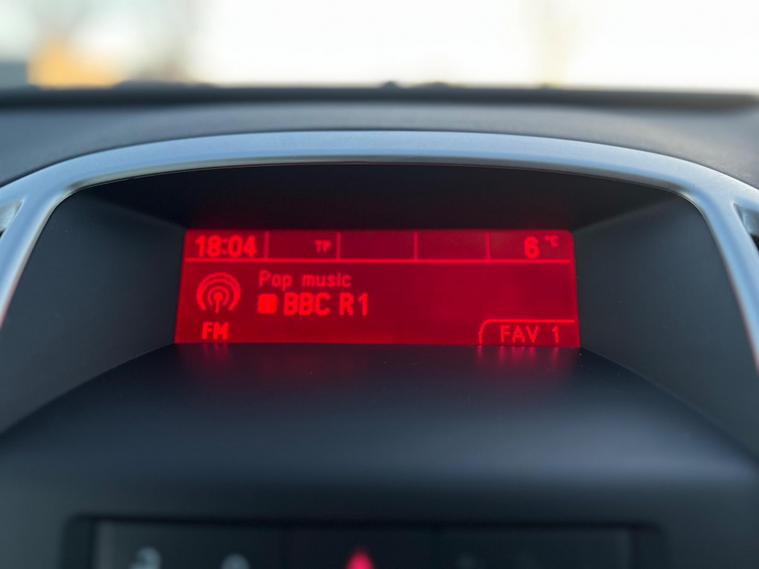 18:04 TP 6 °C
Pop music
BBC R1
FM FAV 1